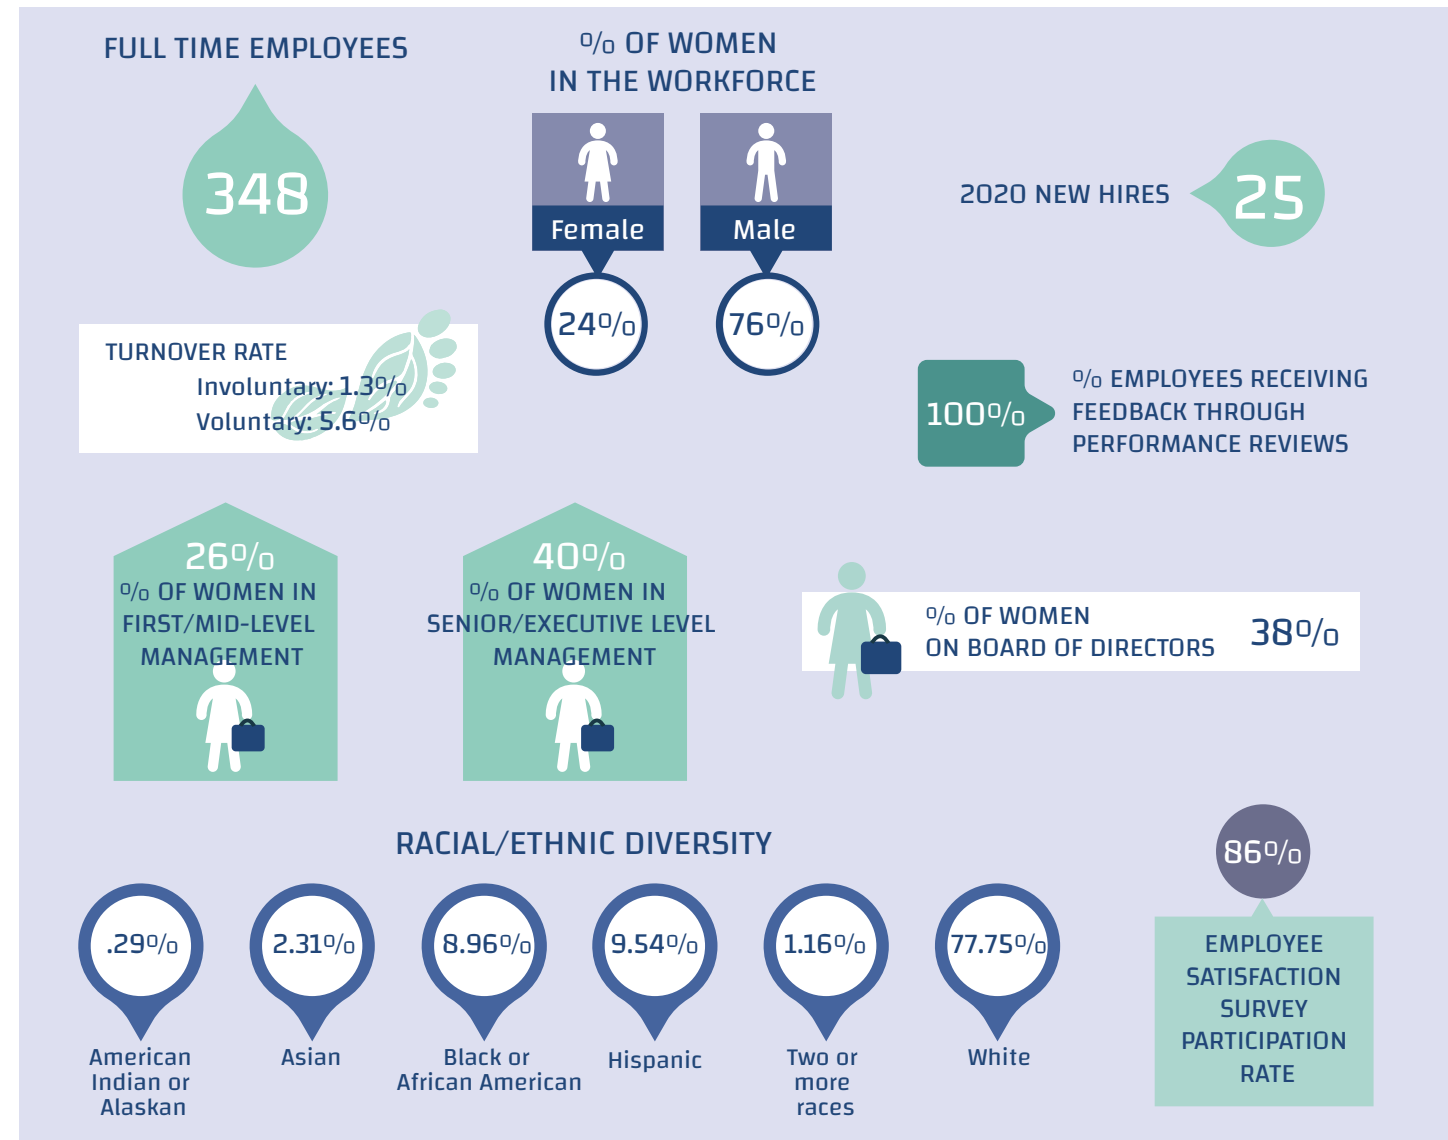 FULL TIME EMPLOYEES
348
% OF WOMEN
IN THE WORKFORCE
Female
24%
Male
76%
2020 NEW HIRES
25
TURNOVER RATE
Involuntary: 1.3%
Voluntary: 5.6%
100%
% EMPLOYEES RECEIVING
FEEDBACK THROUGH
PERFORMANCE REVIEWS
26%
% OF WOMEN IN
FIRST/MID-LEVEL
MANAGEMENT
40%
% OF WOMEN IN
SENIOR/EXECUTIVE LEVEL
MANAGEMENT
% OF WOMEN
ON BOARD OF DIRECTORS
38%
RACIAL/ETHNIC DIVERSITY
.29%
American
Indian or
Alaskan
2.31%
Asian
8.96%
Black or
African American
9.54%
Hispanic
1.16%
Two or
more
races
77.75%
White
86%
EMPLOYEE
SATISFACTION
SURVEY
PARTICIPATION
RATE